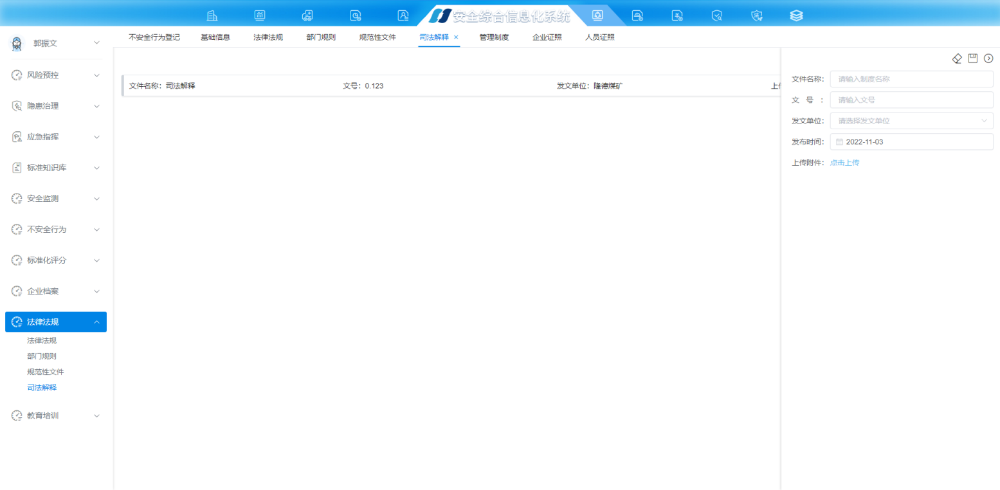 安全综合信息化系统
郭振文
不安全行为登记 基础信息 法律法规 部门规则 规范性文件 司法解释 × 管理制度 企业证照 人员证照
风险预控
隐患治理
应急指挥
标准知识库
安全监测
不安全行为
标准化评分
企业档案
法律法规
法律法规
部门规则
规范性文件
司法解释
教育培训
文件名称：司法解释 文号：0.123 发文单位：隆德煤矿 上
文件名称： 请输入制度名称
文 号 ： 请输入文号
发文单位： 请选择发文单位
发布时间： 2022-11-03
上传附件： 点击上传